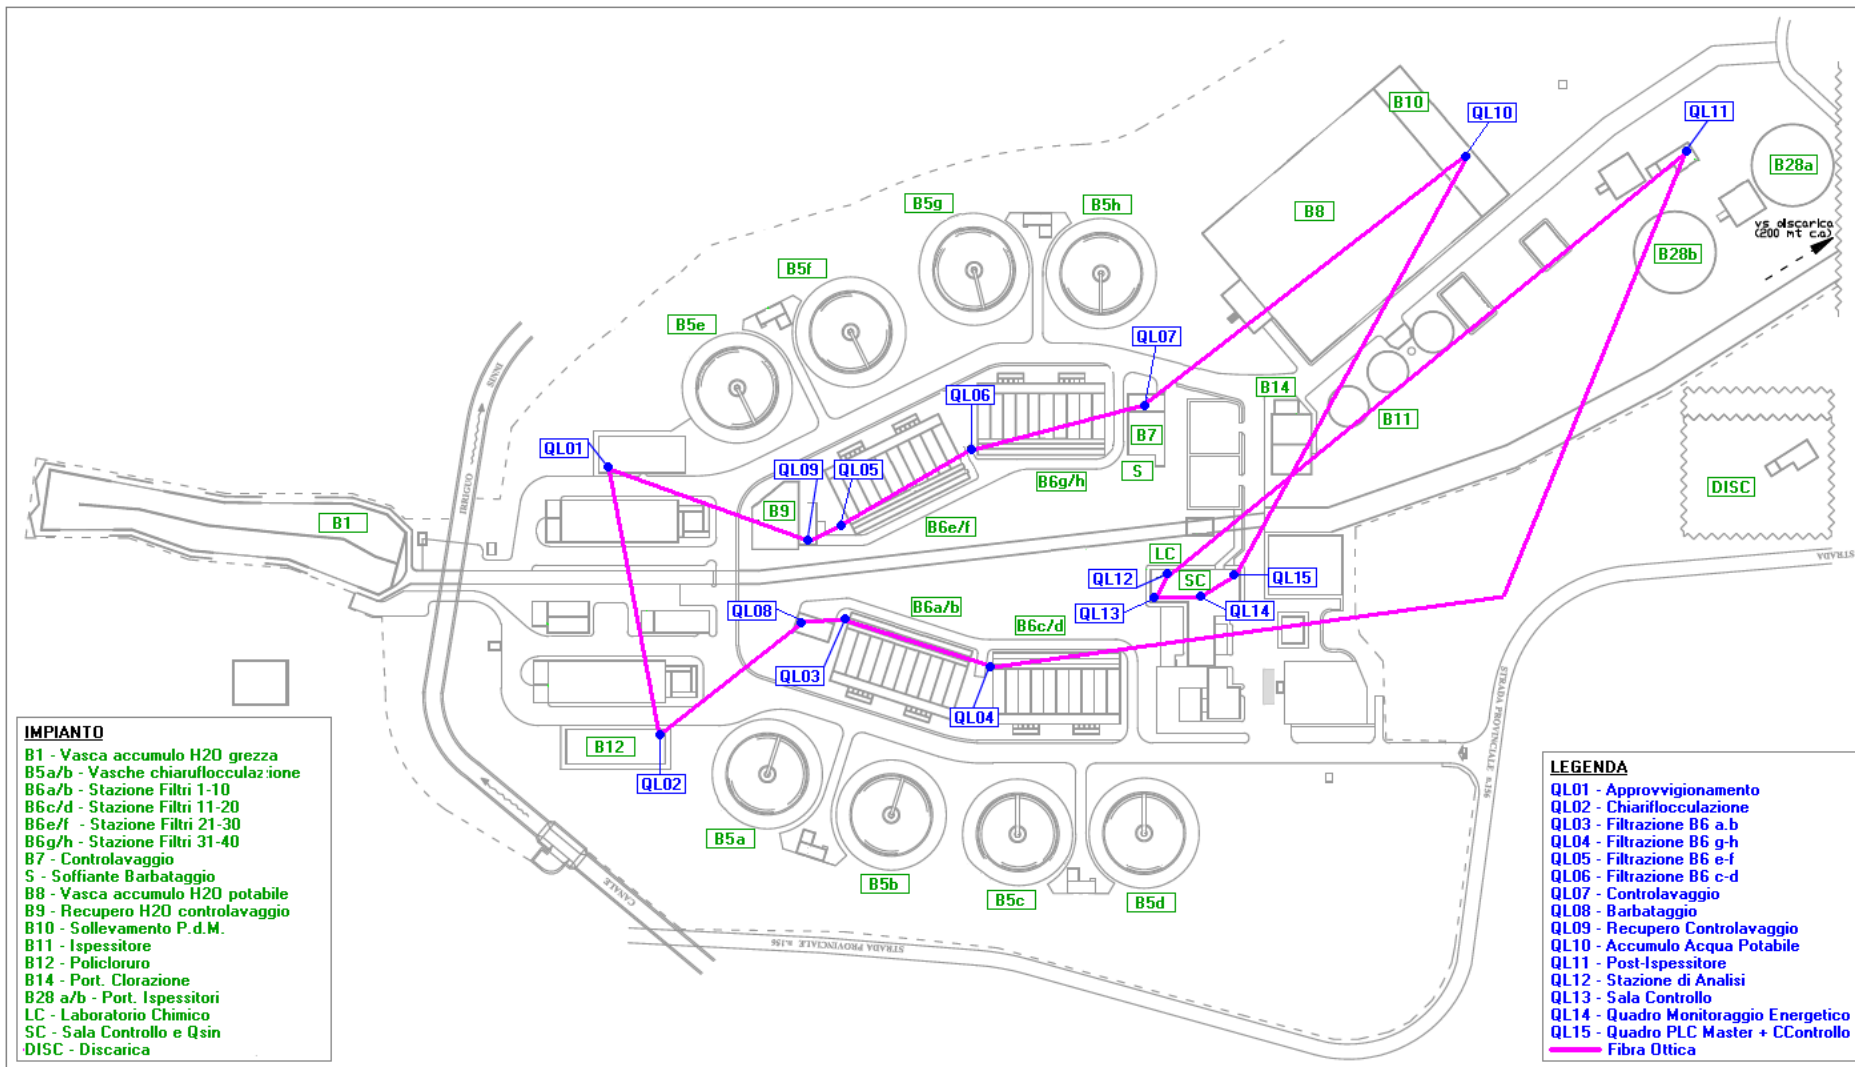 B10
QL10
QL11
B28a
B5g
B5h
B8
vs discarica
(200 mt c.a)
B28b
B5f
B5e
QL07
INNIS
B14
QL06
B7
B11
QL01
QL09
QL05
S
B6g/h
DISC
IRRIGUO
B9
B1
B6e/f
LC
STRADA
QL12
SC
QL15
QL08
B6a/b
QL13
QL14
B6c/d
QL03
QL04
STRADA PROVINCIALE n.156
B12
QL02
B5a
B5b
B5c
B5d
CANALE
STRADA PROVINCIALE n.156
IMPIANTO
B1 - Vasca accumulo H2O grezza
B5a/b - Vasche chiaruflocculazione
B6a/b - Stazione Filtri 1-10
B6c/d - Stazione Filtri 11-20
B6e/f - Stazione Filtri 21-30
B6g/h - Stazione Filtri 31-40
B7 - Controlavaggio
S - Soffiante Barbataggio
B8 - Vasca accumulo H2O potabile
B9 - Recupero H2O controlavaggio
B10 - Sollevamento P.d.M.
B11 - Ispessitore
B12 - Policloruro
B14 - Port. Clorazione
B28 a/b - Port. Ispessitori
LC - Laboratorio Chimico
SC - Sala Controllo e Qsin
DISC - Discarica
LEGENDA
QL01 - Approvvigionamento
QL02 - Chiariflocculazione
QL03 - Filtrazione B6 a.b
QL04 - Filtrazione B6 g-h
QL05 - Filtrazione B6 e-f
QL06 - Filtrazione B6 c-d
QL07 - Controlavaggio
QL08 - Barbataggio
QL09 - Recupero Controlavaggio
QL10 - Accumulo Acqua Potabile
QL11 - Post-Ispessitore
QL12 - Stazione di Analisi
QL13 - Sala Controllo
QL14 - Quadro Monitoraggio Energetico
QL15 - Quadro PLC Master + CControllo
Fibra Ottica